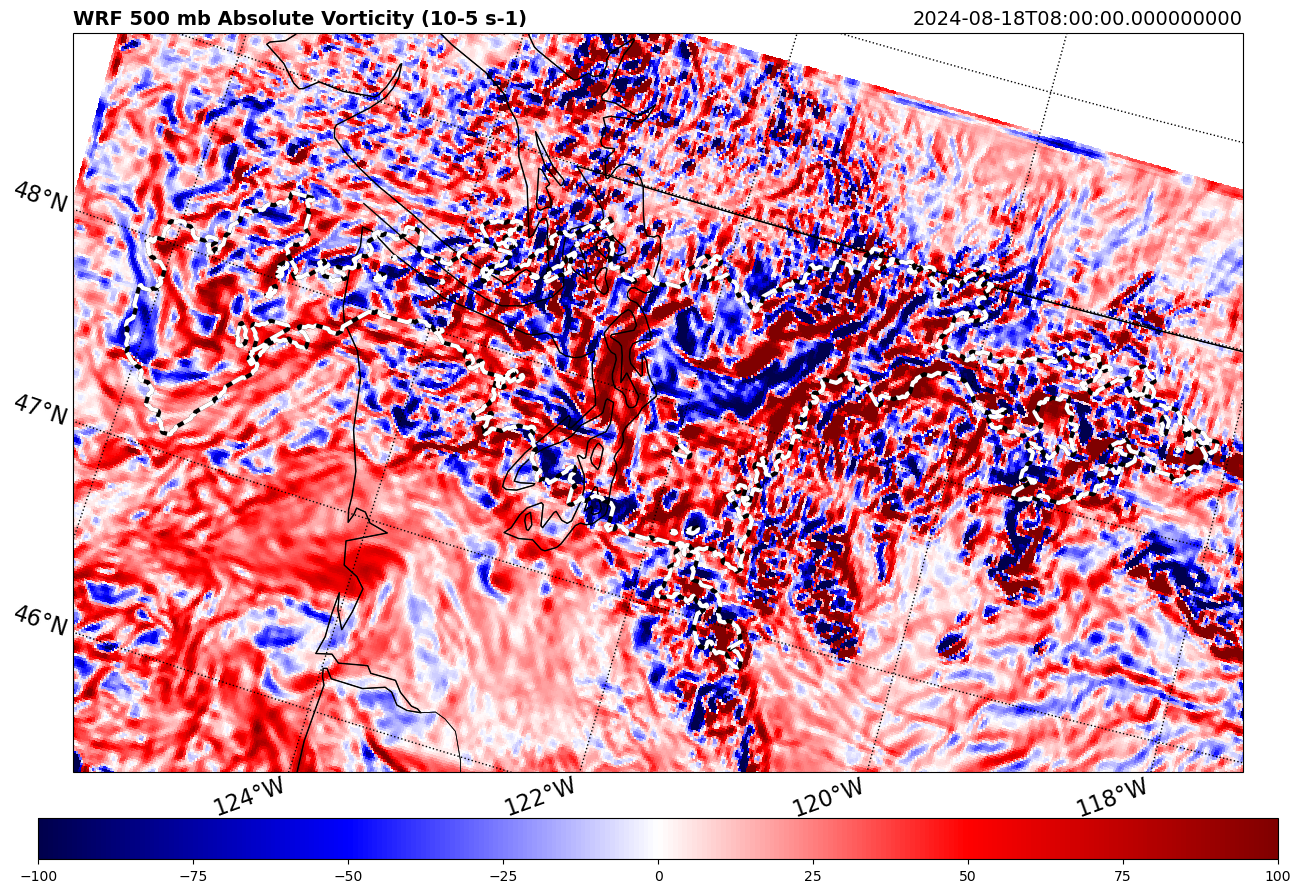 WRF 500 mb Absolute Vorticity (10-5 s-1) 2024-08-18T08:00:00.000000000
48°N
47°N
46°N
124°W 122°W 120°W 118°W
−100 −75 −50 −25 0 25 50 75 100